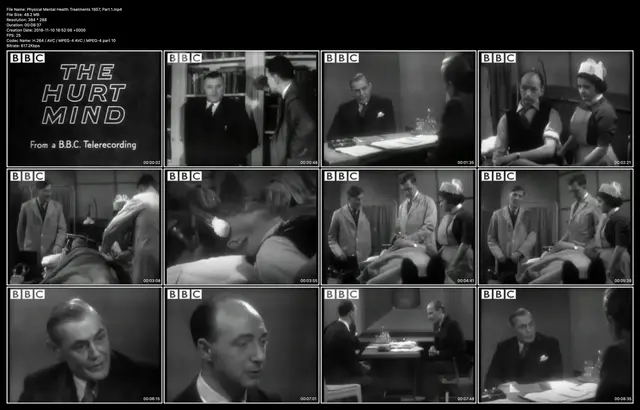 File Name: Physical Mental Health Treatments 1957, Part 1.mp4
File Size: 48.2 MB
Resolution: 384 * 288
Duration: 00:09:37
Creation Date: 2019-11-10 16:52:08 +0000
FPS: 25
Codec Name: H.264 / AVC / MPEG-4 AVC / MPEG-4 part 10
Bitrate: 617.2Kbps
BBC
THE
HURT
MIND
From a B.B.C. Telerecording
00:00:02
BBC
00:00:48
BBC
00:01:35
BBC
00:02:21
BBC
00:03:08
BBC
00:03:55
BBC
00:04:41
BBC
00:05:28
BBC
00:06:15
BBC
00:07:01
BBC
00:07:48
BBC
00:08:35